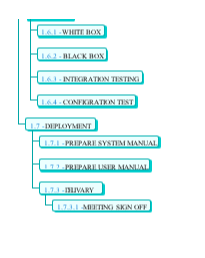 1.6.1 -WHITE BOX
1.6.2 -BLACK BOX
1.6.3 - INTEGRATION TESTING
1.6.4 - CONFIGRATION TEST
1.7 -DEPLOYMENT
1.7.1 -PREPARE SYSTEM MANUAL
1.7.2 -PREPARE USER MANUAL
1.7.3 - DLIVARY
1.7.3.1 -MEETING SIGN OFF